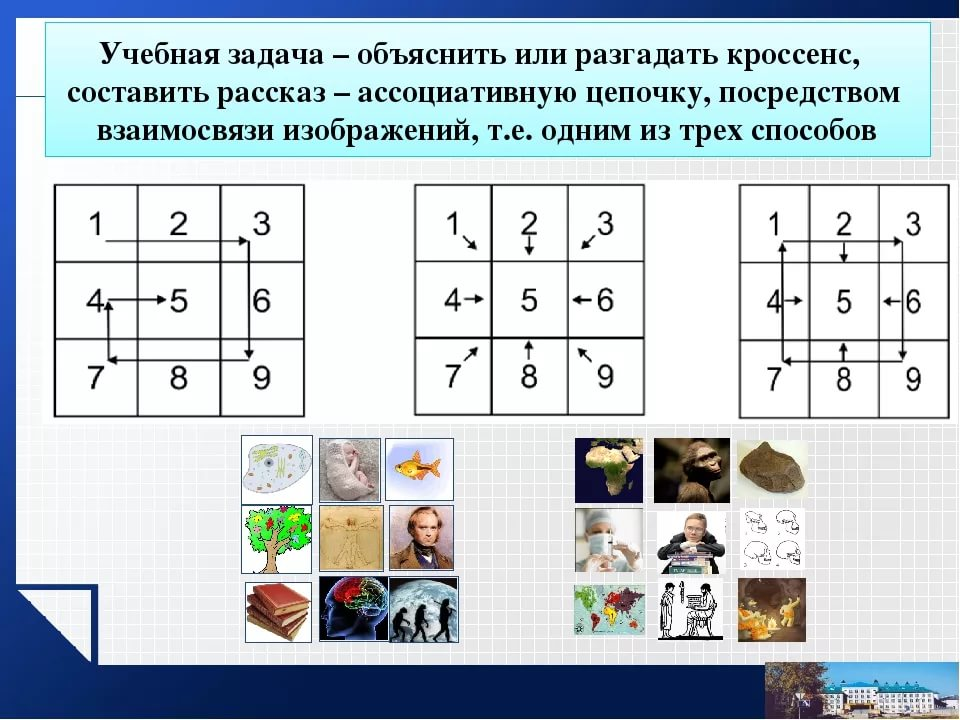 Учебная задача – объяснить или разгадать кроссенс,
составить рассказ – ассоциативную цепочку, посредством
взаимосвязи изображений, т.е. одним из трех способов
1 2 3
4 5 6
7 8 9
1 2 3
4 5 6
7 8 9
1 2 3
4 5 6
7 8 9